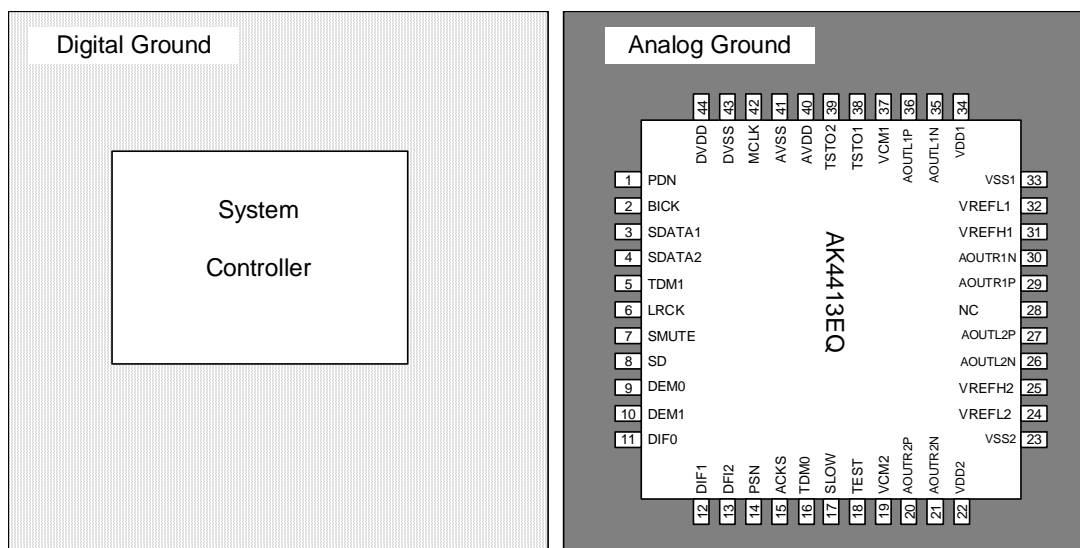 Digital Ground
System
Controller
Analog Ground
44 43 42 41 40 39 38 37 36 35 34
DVDD DVSS MCLK AVSS AVDD TSTO2 TSTO1 VCM1 AOUTL1P AOUTL1N VDD1
1 PDN
2 BICK
3 SDATA1
4 SDATA2
5 TDM1
6 LRCK
7 SMUTE
8 SD
9 DEM0
10 DEM1
11 DIF0
AK4413EQ
VSS1 33
VREFL1 32
VREFH1 31
AOUTR1N 30
AOUTR1P 29
NC 28
AOUTL2P 27
AOUTL2N 26
VREFH2 25
VREFL2 24
VSS2 23
DIF1 DFI2 PSN ACKS TDM0 SLOW TEST VCM2 AOUTR2P AOUTR2N VDD2
12 13 14 15 16 17 18 19 20 21 22